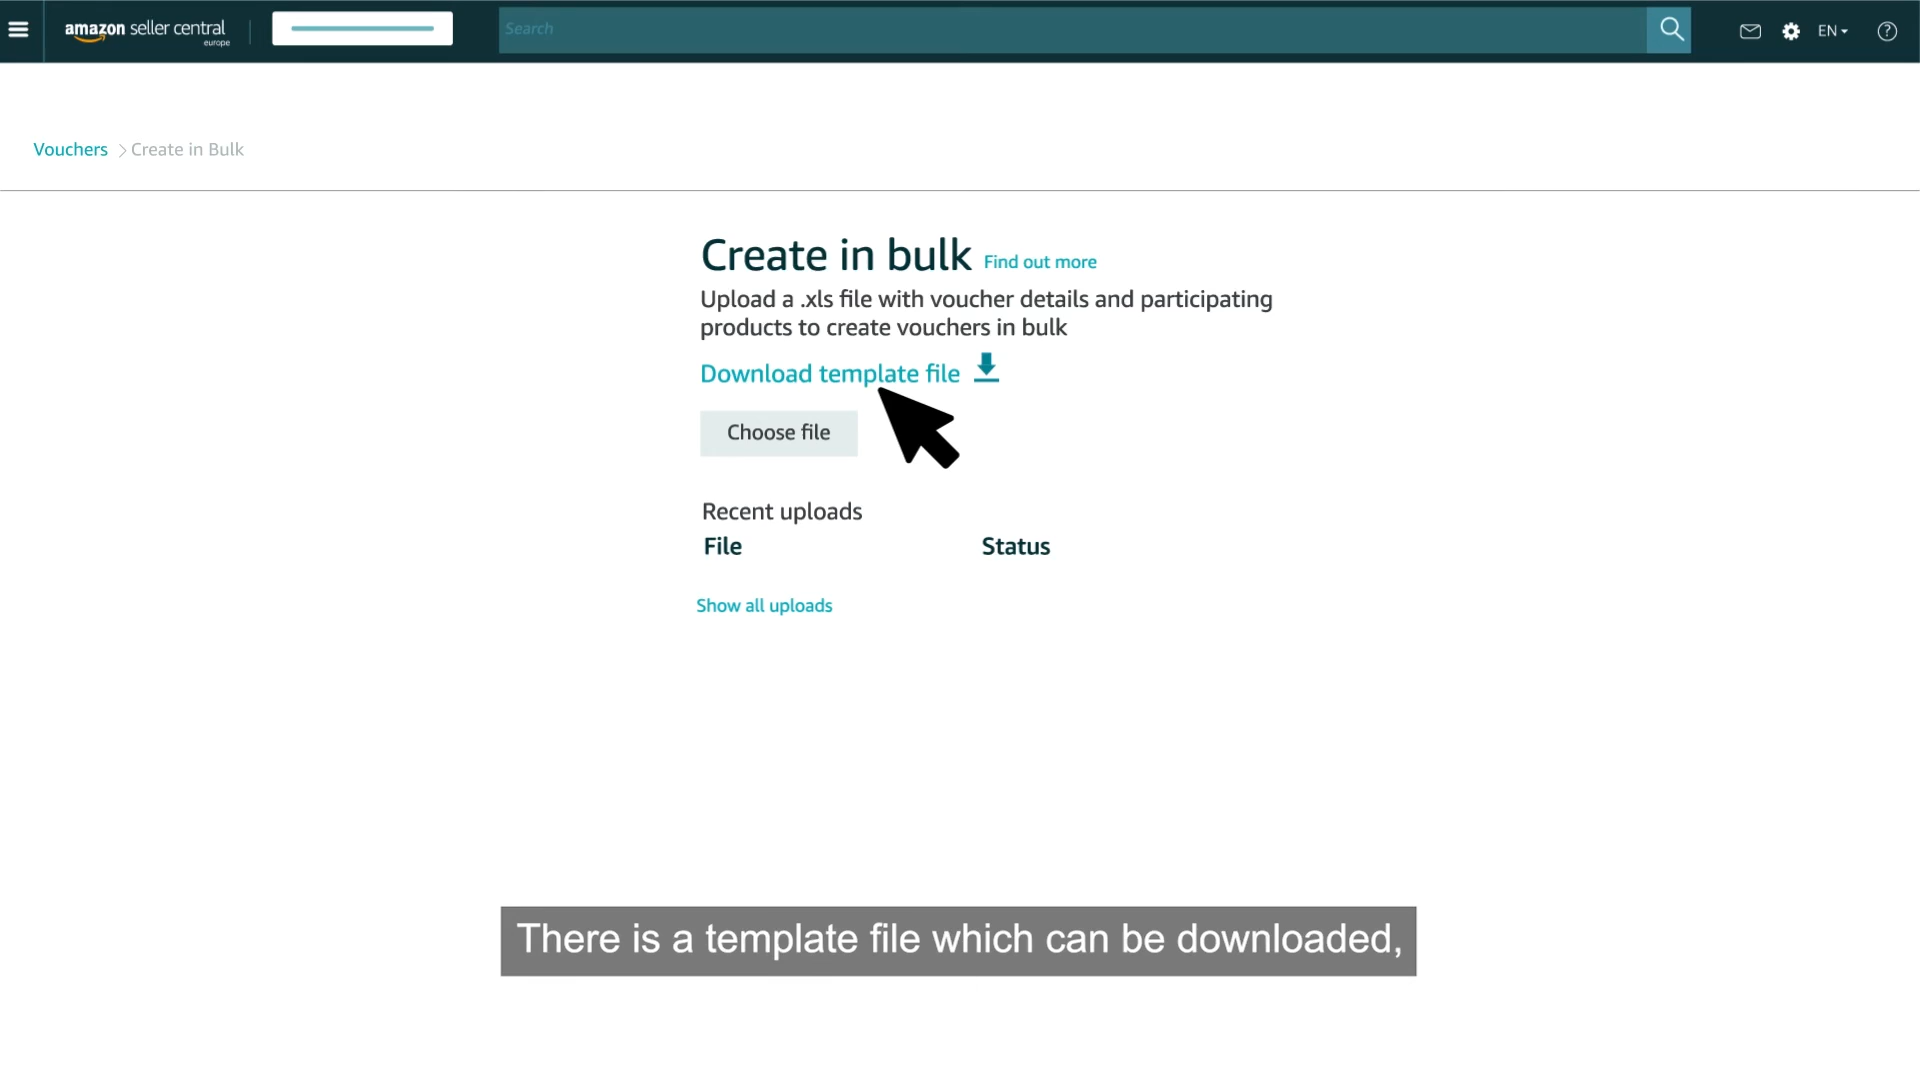 amazon seller central
europe
Search
EN
Vouchers > Create in Bulk
Create in bulk Find out more
Upload a .xls file with voucher details and participating
products to create vouchers in bulk
Download template file
Choose file
Recent uploads
File Status
Show all uploads
There is a template file which can be downloaded,